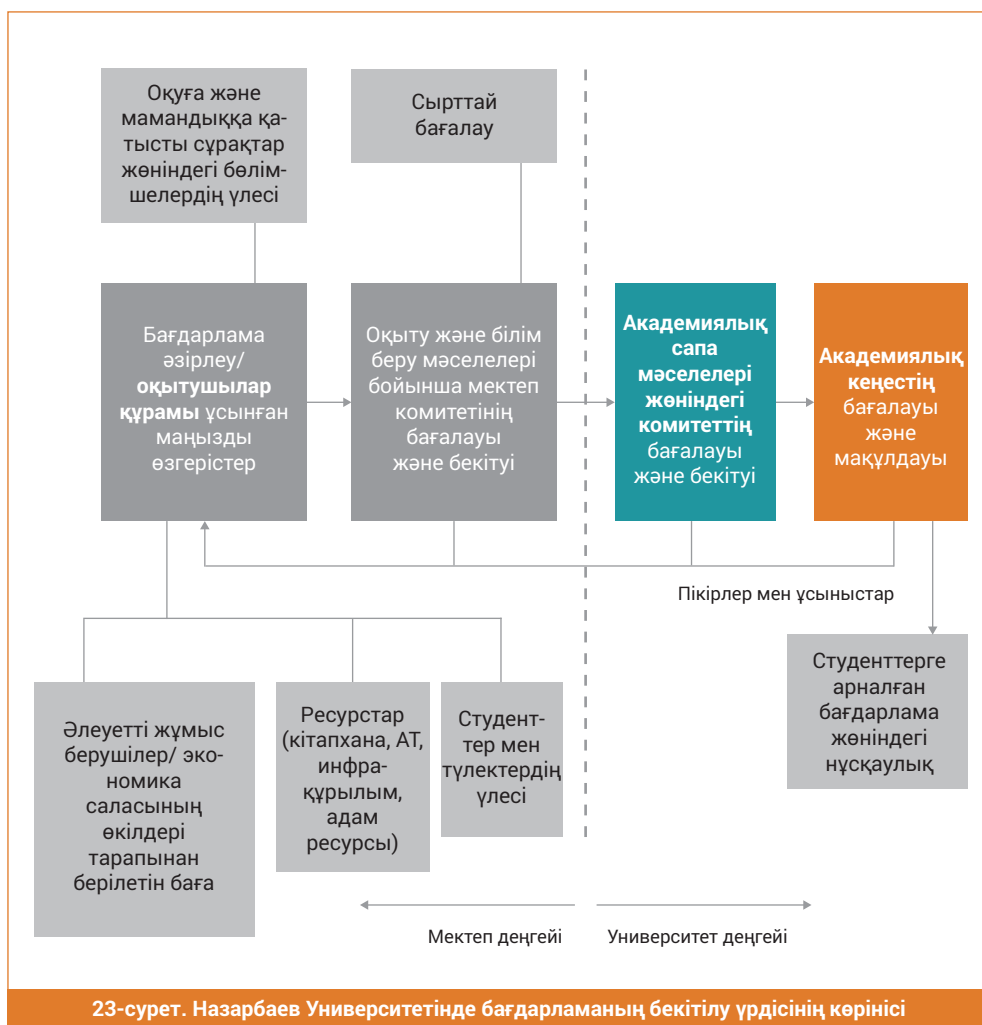 Оқуға және
мамандыққа қа-
тысты сұрақтар
жөніндегі бөлім-
шелердің үлесі
Сырттай
бағалау
Бағдарлама
әзірлеу/
оқытушылар
құрамы ұсынған
маңызды
өзгерістер
Оқыту және білім
беру мәселелері
бойынша мектеп
комитетінің
бағалауы
және бекітуі
Академиялық
сапа
мәселелері
жөніндегі
комитеттің
бағалауы
және бекітуі
Академиялық
кеңестің
бағалауы
және
мақұлдауы
Пікірлер мен ұсыныстар
Әлеуетті жұмыс
берушілер/ эко-
номика
саласының
өкілдері
тарапынан
берілетін баға
Ресурстар
(кітапхана, АТ,
инфра-
құрылым,
адам
ресурсы)
Студент-
тер мен
түлектердің
үлесі
Студенттерге
арналған
бағдарлама
жөніндегі
нұсқаулық
Мектеп деңгейі
Университет деңгейі
23-сурет. Назарбаев Университетінде бағдарламаның бекітілу үрдісінің көрінісі